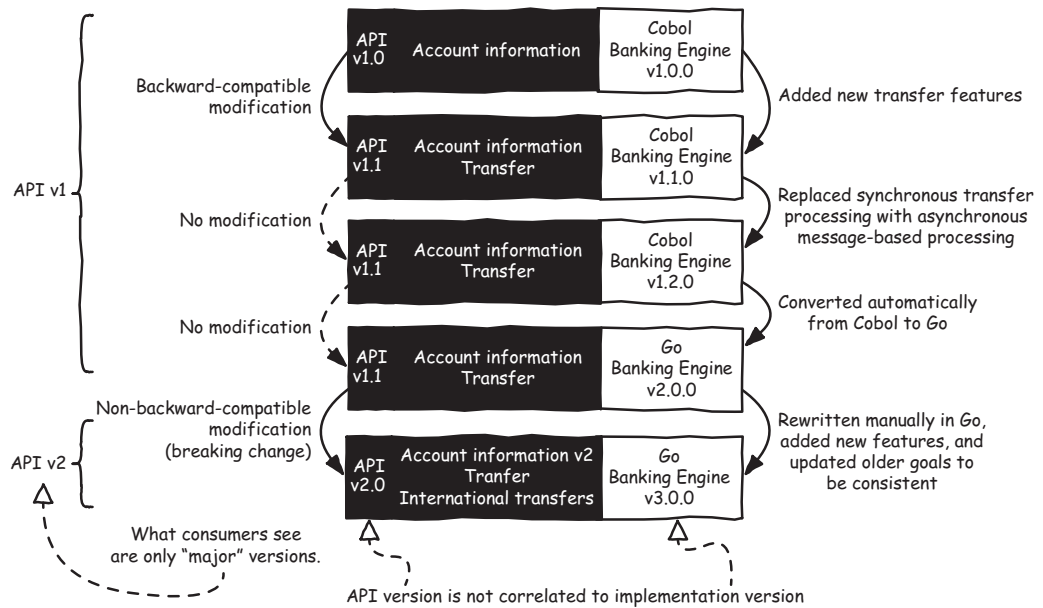 API
v1.0
Account information
Cobol
Banking Engine
v1.0.0
Backward-compatible
modification
Added new transfer features
API
v1.1
Account information
Transfer
Cobol
Banking Engine
v1.1.0
API v1
No modification
Replaced synchronous transfer
processing with asynchronous
message-based processing
API
v1.1
Account information
Transfer
Cobol
Banking Engine
v1.2.0
No modification
Converted automatically
from Cobol to Go
API
v1.1
Account information
Transfer
Go
Banking Engine
v2.0.0
Non-backward-compatible
modification
(breaking change)
Rewritten manually in Go,
added new features, and
updated older goals to
be consistent
API v2
API
v2.0
Account information v2
Tranfer
International transfers
Go
Banking Engine
v3.0.0
What consumers see
are only “major” versions.
API version is not correlated to implementation version